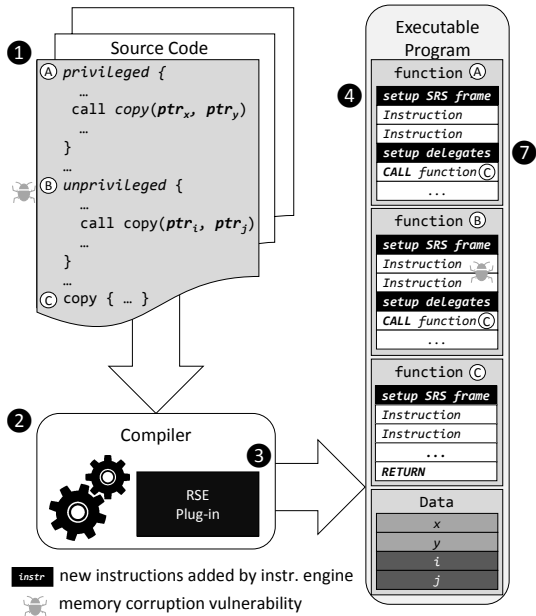 1
Source Code
A privileged {
…
call copy(ptrx, ptry)
…
}
…
B unprivileged {
…
call copy(ptri, ptrj)
…
}
…
C copy { … }
2
Compiler
3
RSE
Plug-in
instr new instructions added by instr. engine
memory corruption vulnerability
Executable
Program
function A
4
setup SRS frame
Instruction
Instruction
setup delegates
7
CALL function C
...
function B
setup SRS frame
Instruction
Instruction
setup delegates
CALL function C
...
function C
setup SRS frame
Instruction
Instruction
...
RETURN
Data
x
y
i
j